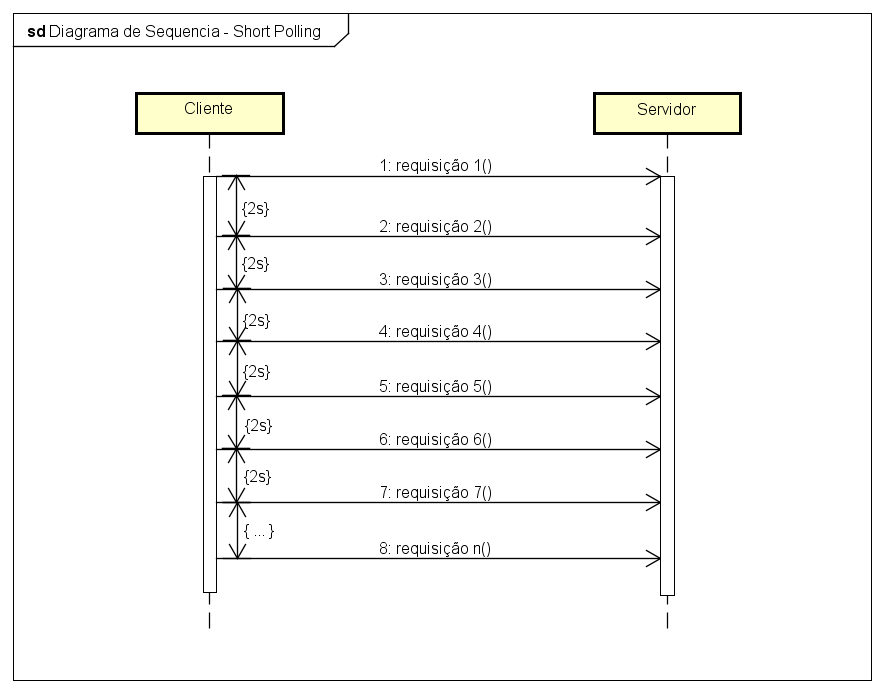 sd Diagrama de Sequencia - Short Polling
Cliente
Servidor
1: requisição 1()
{2s}
2: requisição 2()
{2s}
3: requisição 3()
{2s}
4: requisição 4()
{2s}
5: requisição 5()
{2s}
6: requisição 6()
{2s}
7: requisição 7()
{ ... }
8: requisição n()